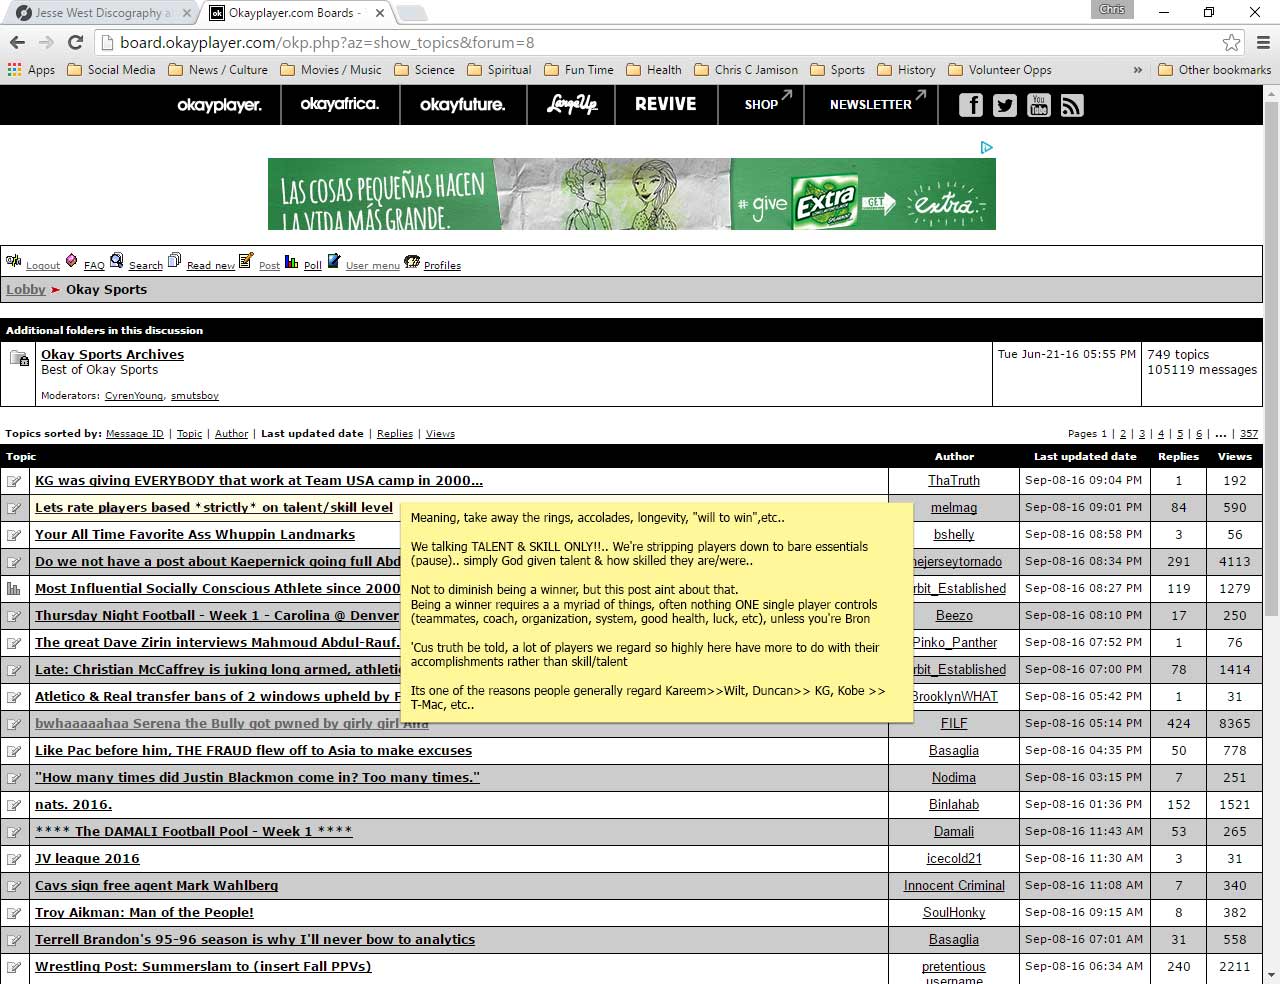 Jesse West Discography a
Okayplayer.com Boards -
Chris
board.okayplayer.com/okp.php?az=show_topics&forum=8
Apps Social Media News / Culture Movies / Music Science Spiritual Fun Time Health Chris C Jamison Sports History Volunteer Opps » Other bookmarks
okayplayer. okayafrica. okayfuture. LargeUp REVIVE SHOP NEWSLETTER You Tube
LAS COSAS PEQUEÑAS HACEN
LA VIDA MÁS GRANDE.
#give Extra GET extra.
Logout FAQ Search Read new Post Poll User menu Profiles
Lobby Okay Sports
Additional folders in this discussion
Okay Sports Archives Tue Jun-21-16 05:55 PM 749 topics
Best of Okay Sports 105119 messages
Moderators: CyrenYoung, smutsboy
Topics sorted by: Message ID | Topic | Author | Last updated date | Replies | Views Pages 1 | 2 | 3 | 4 | 5 | 6 | ... | 357
Topic Author Last updated date Replies Views
KG was giving EVERYBODY that work at Team USA camp in 2000... ThaTruth Sep-08-16 09:04 PM 1 192
Lets rate players based *strictly* on talent/skill level melmag Sep-08-16 09:01 PM 84 590
Your All Time Favorite Ass Whuppin Landmarks bshelly Sep-08-16 08:58 PM 3 56
Do we not have a post about Kaepernick going full Abd nejerseytornado Sep-08-16 08:34 PM 291 4113
Most Influential Socially Conscious Athlete since 2000 rbit_Established Sep-08-16 08:27 PM 119 1279
Thursday Night Football - Week 1 - Carolina @ Denver Beezo Sep-08-16 08:10 PM 17 250
The great Dave Zirin interviews Mahmoud Abdul-Rauf. Pinko_Panther Sep-08-16 07:52 PM 1 76
Late: Christian McCaffrey is juking long armed, athletic rbit_Established Sep-08-16 07:00 PM 78 1414
Atletico & Real transfer bans of 2 windows upheld by F BrooklynWHAT Sep-08-16 05:42 PM 1 31
bwhaaaaahaa Serena the Bully got pwned by girly girl Ana FILF Sep-08-16 05:14 PM 424 8365
Meaning, take away the rings, accolades, longevity, "will to win",etc..
We talking TALENT & SKILL ONLY!!.. We're stripping players down to bare essentials
(pause).. simply God given talent & how skilled they are/were..
Not to diminish being a winner, but this post aint about that.
Being a winner requires a a myriad of things, often nothing ONE single player controls
(teammates, coach, organization, system, good health, luck, etc), unless you're Bron
'Cus truth be told, a lot of players we regard so highly here have more to do with their
accomplishments rather than skill/talent
Its one of the reasons people generally regard Kareem>>Wilt, Duncan>> KG, Kobe >>
T-Mac, etc..
Like Pac before him, THE FRAUD flew off to Asia to make excuses Basaglia Sep-08-16 04:35 PM 50 778
"How many times did Justin Blackmon come in? Too many times." Nodima Sep-08-16 03:15 PM 7 251
nats. 2016. Binlahab Sep-08-16 01:36 PM 152 1521
**** The DAMALI Football Pool - Week 1 **** Damali Sep-08-16 11:43 AM 53 265
JV league 2016 icecold21 Sep-08-16 11:30 AM 3 31
Cavs sign free agent Mark Wahlberg Innocent Criminal Sep-08-16 11:08 AM 7 340
Troy Aikman: Man of the People! SoulHonky Sep-08-16 09:15 AM 8 382
Terrell Brandon's 95-96 season is why I'll never bow to analytics Basaglia Sep-08-16 07:01 AM 31 558
Wrestling Post: Summerslam to (insert Fall PPVs) pretentious Sep-08-16 06:34 AM 240 2211
username